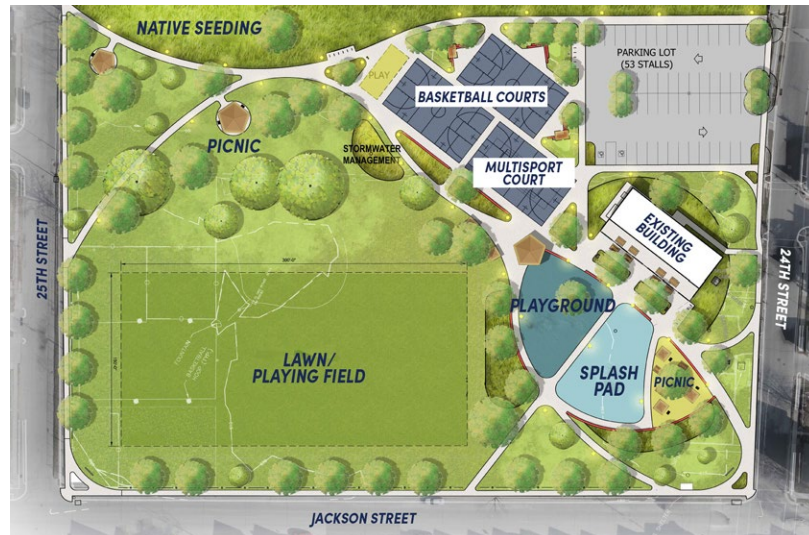 NATIVE SEEDING
PARKING LOT
(53 STALLS)
PLAY
BASKETBALL COURTS
PICNIC
STORMWATER
MANAGEMENT
MULTISPORT
COURT
EXISTING
BUILDING
25TH STREET
24TH STREET
PLAYGROUND
LAWN/
PLAYING FIELD
SPLASH
PAD
PICNIC
JACKSON STREET